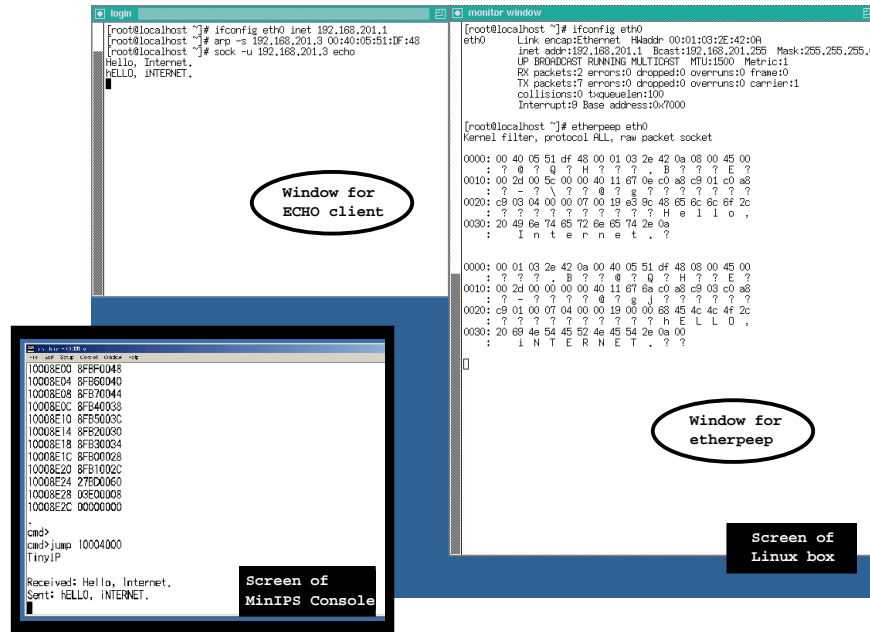 login
[root@localhost ~]# ifconfig eth0 inet 192.168.201.1
[root@localhost ~]# arp -s 192.168.201.3 00:40:05:51:DF:48
[root@localhost ~]# sock -u 192.168.201.3 echo
Hello, Internet.
hELLO, iNTERNET.
Window for
ECHO client
monitor window
[root@localhost ~]# ifconfig eth0
eth0 Link encap:Ethernet HWaddr 00:01:03:2E:42:0A
inet addr:192.168.201.1 Bcast:192.168.201.255 Mask:255.255.255.
UP BROADCAST RUNNING MULTICAST MTU:1500 Metric:1
RX packets:2 errors:0 dropped:0 overruns:0 frame:0
TX packets:7 errors:0 dropped:0 overruns:0 carrier:1
collisions:0 txqueuelen:100
Interrupt:9 Base address:0x7000
[root@localhost ~]# etherpeep eth0
Kernel filter, protocol ALL, raw packet socket
0000: 00 40 05 51 df 48 00 01 03 2e 42 0a 08 00 45 00
: ? @ ? Q ? H ? ? ? . B ? ? ? E ?
0010: 00 2d 00 5c 00 00 40 11 67 0e c0 a8 c9 01 c0 a8
: ? - ? \ ? ? @ ? g ? ? ? ? ? ? ?
0020: c9 03 04 00 00 07 00 19 e3 9c 48 65 6c 6c 6f 2c
: ? ? ? ? ? ? ? ? ? ? H e l l o ,
0030: 20 49 6e 74 65 72 6e 65 74 2e 0a
: I n t e r n e t . ?
0000: 00 01 03 2e 42 0a 00 40 05 51 df 48 08 00 45 00
: ? ? ? . B ? ? @ ? Q ? H ? ? E ?
0010: 00 2d 00 00 00 00 40 11 67 6a c0 a8 c9 03 c0 a8
: ? - ? ? ? ? @ ? g j ? ? ? ? ? ?
0020: c9 01 00 07 04 00 00 19 00 00 68 45 4c 4c 4f 2c
: ? ? ? ? ? ? ? ? ? ? h E L L O ,
0030: 20 69 4e 54 45 52 4e 45 54 2e 0a 00
: i N T E R N E T . ? ?
Window for
etherpeep
Screen of
Linux box
10008E00 8FBF0048
10008E04 8FB60040
10008E08 8FB70044
10008E0C 8FB40038
10008E10 8FB5003C
10008E14 8FB20030
10008E18 8FB30034
10008E1C 8FB00028
10008E20 8FB1002C
10008E24 27BD0060
10008E28 03E00008
10008E2C 00000000
.
cmd>
cmd>jump 10004000
TinyIP
Received: Hello, Internet.
Sent: hELLO, iNTERNET.
Screen of
MinIPS Console